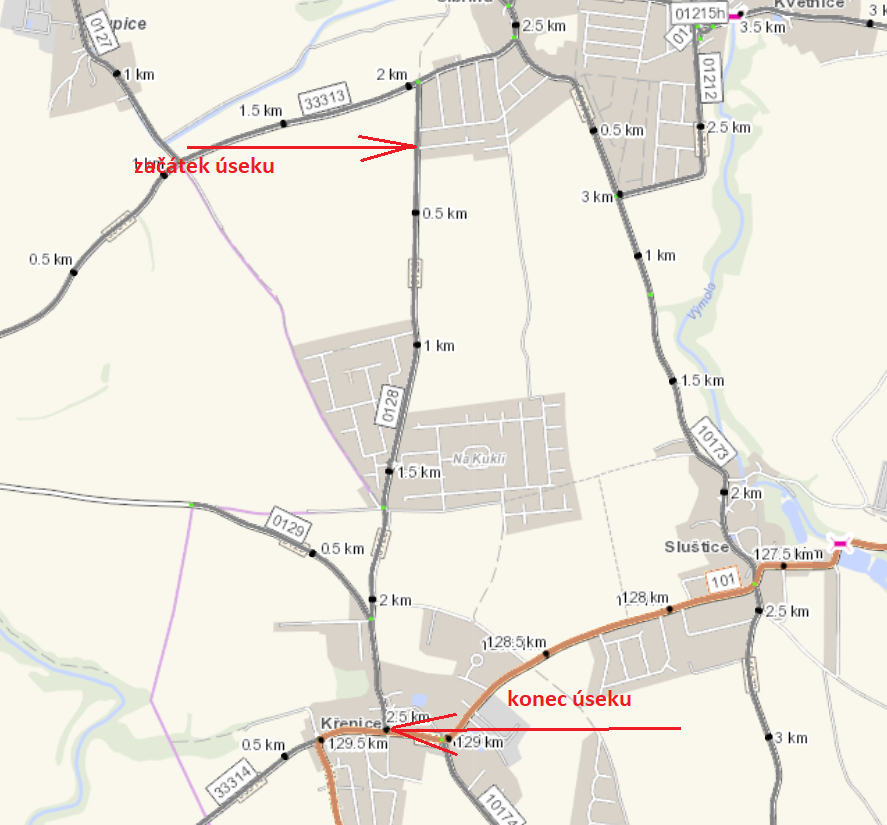 Květnice
01215h
2.5 km
3.5 km
0127
1 km
2 km
01212
1.5 km
33313
2.5 km
0.5 km
začátek úseku
3 km
0.5 km
1 km
0.5 km
Výmola
1 km
1.5 km
0128
10173
Na Kukli
1.5 km
2 km
0129
0.5 km
Sluštice
127.5 km
101
2 km
128 km
2.5 km
128.5 km
konec úseku
2.5 km
Křenice
129.5 km
129 km
0.5 km
3 km
33314
10174